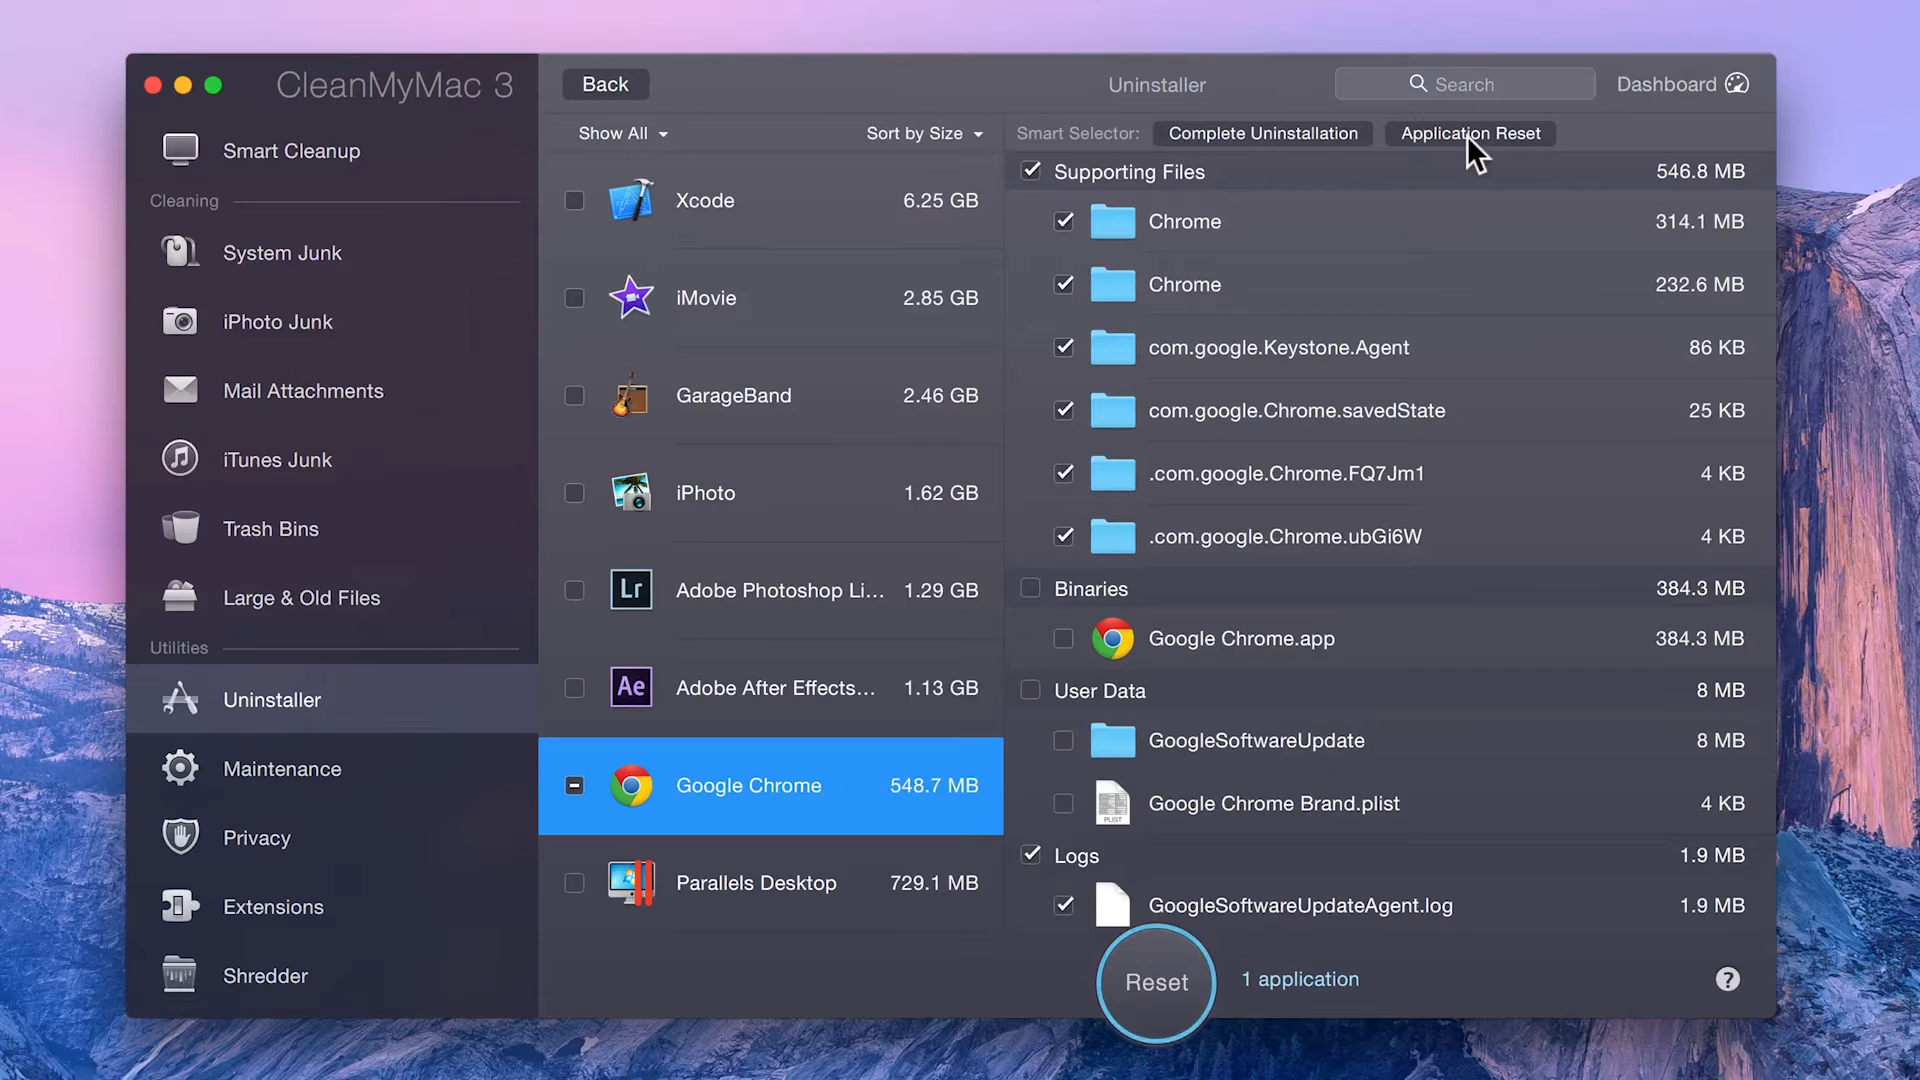 CleanMyMac 3
Smart Cleanup
Cleaning
System Junk
iPhoto Junk
Mail Attachments
iTunes Junk
Trash Bins
Large & Old Files
Utilities
Uninstaller
Maintenance
Privacy
Extensions
Shredder
Back
Uninstaller
Search
Dashboard
Show All
Sort by Size
Xcode 6.25 GB
iMovie 2.85 GB
GarageBand 2.46 GB
iPhoto 1.62 GB
Lr Adobe Photoshop Li... 1.29 GB
Ae Adobe After Effects... 1.13 GB
Google Chrome 548.7 MB
Parallels Desktop 729.1 MB
Smart Selector: Complete Uninstallation Application Reset
Supporting Files 546.8 MB
Chrome 314.1 MB
Chrome 232.6 MB
com.google.Keystone.Agent 86 KB
com.google.Chrome.savedState 25 KB
.com.google.Chrome.FQ7Jm1 4 KB
.com.google.Chrome.ubGi6W 4 KB
Binaries 384.3 MB
Google Chrome.app 384.3 MB
User Data 8 MB
GoogleSoftwareUpdate 8 MB
PLIST Google Chrome Brand.plist 4 KB
Logs 1.9 MB
GoogleSoftwareUpdateAgent.log 1.9 MB
Reset
1 application
?